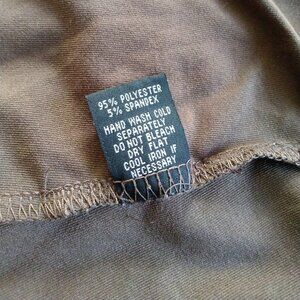 95% POLYESTER
5% SPANDEX
HAND WASH COLD
SEPARATELY
DO NOT BLEACH
DRY FLAT
COOL IRON IF
NECESSARY